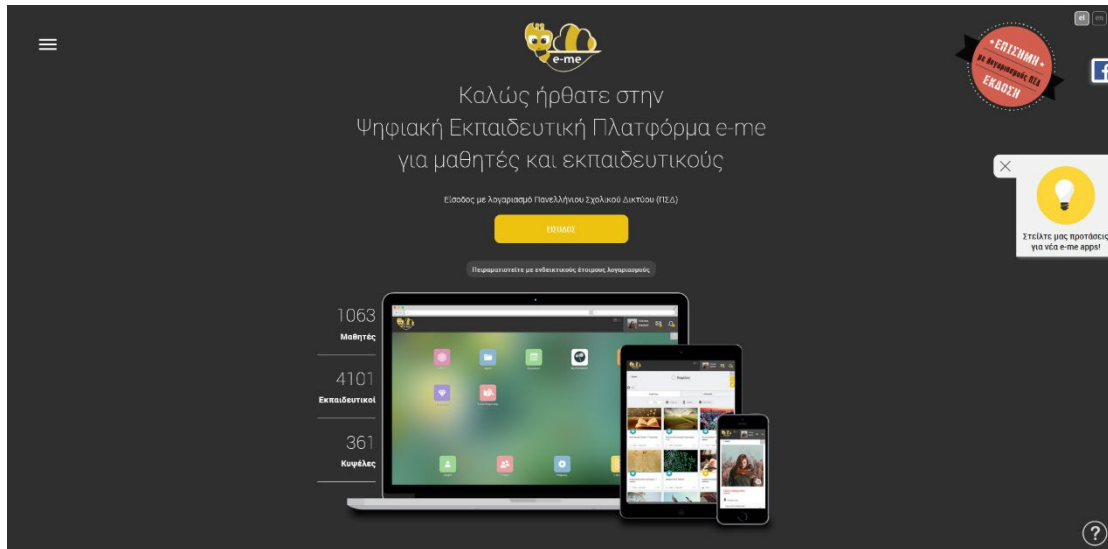 el
en
e-me
• ΕΠΙΣΗΜΗ •
με λογαριασμούς ΠΣΔ
ΕΚΔΟΣΗ
Καλώς ήρθατε στην
Ψηφιακή Εκπαιδευτική Πλατφόρμα e-me
για μαθητές και εκπαιδευτικούς
Είσοδος με λογαριασμό Πανελλήνιου Σχολικού Δικτύου (ΠΣΔ)
ΕΙΣΟΔΟΣ
Στείλτε μας προτάσεις
για νέα e-me apps!
Πειραματιστείτε με ενδεικτικούς έτοιμους λογαριασμούς
1063
Μαθητές
4101
Εκπαιδευτικοί
361
Κυψέλες
?